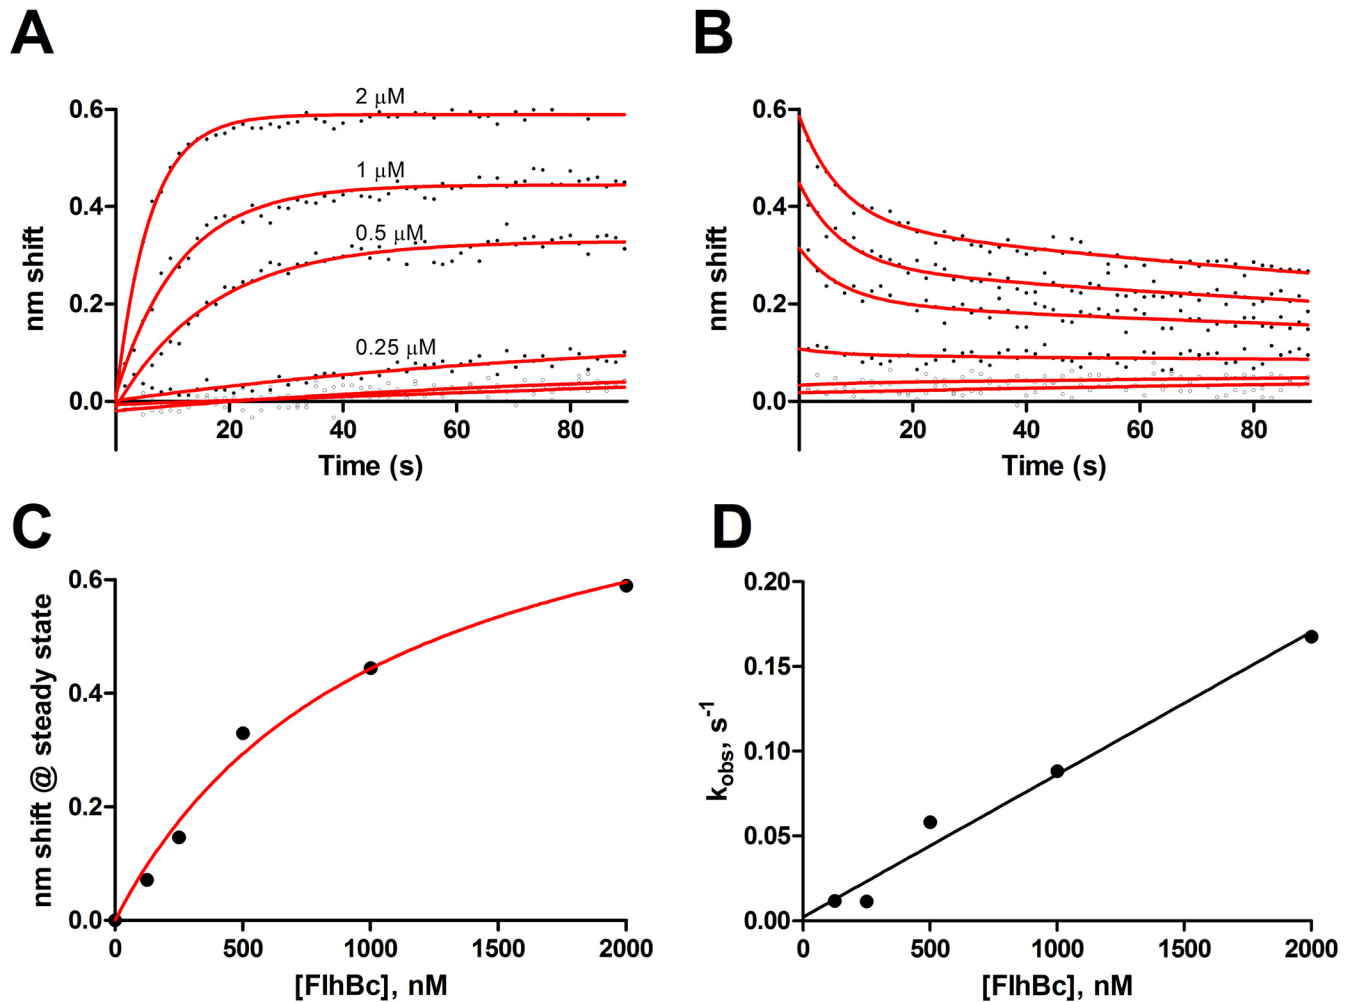 A
0.6
0.4
0.2
0.0
nm shift
2 μM
1 μM
0.5 μM
0.25 μM
20 40 60 80
Time (s)
B
0.6
0.4
0.2
0.0
nm shift
20 40 60 80
Time (s)
C
0.6
0.4
0.2
0.0
nm shift @ steady state
0 500 1000 1500 2000
[FlhBc], nM
D
0.20
0.15
0.10
0.05
0.00
kobs, s-1
0 500 1000 1500 2000
[FlhBc], nM